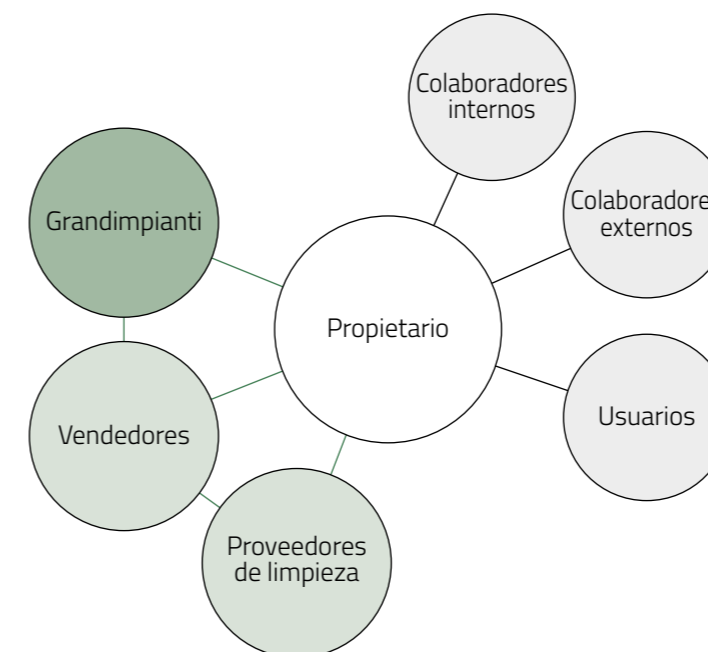 Colaboradores
internos
Grandimpianti
Colaboradore
externos
Propietario
Usuarios
Vendedores
Proveedores
de limpieza